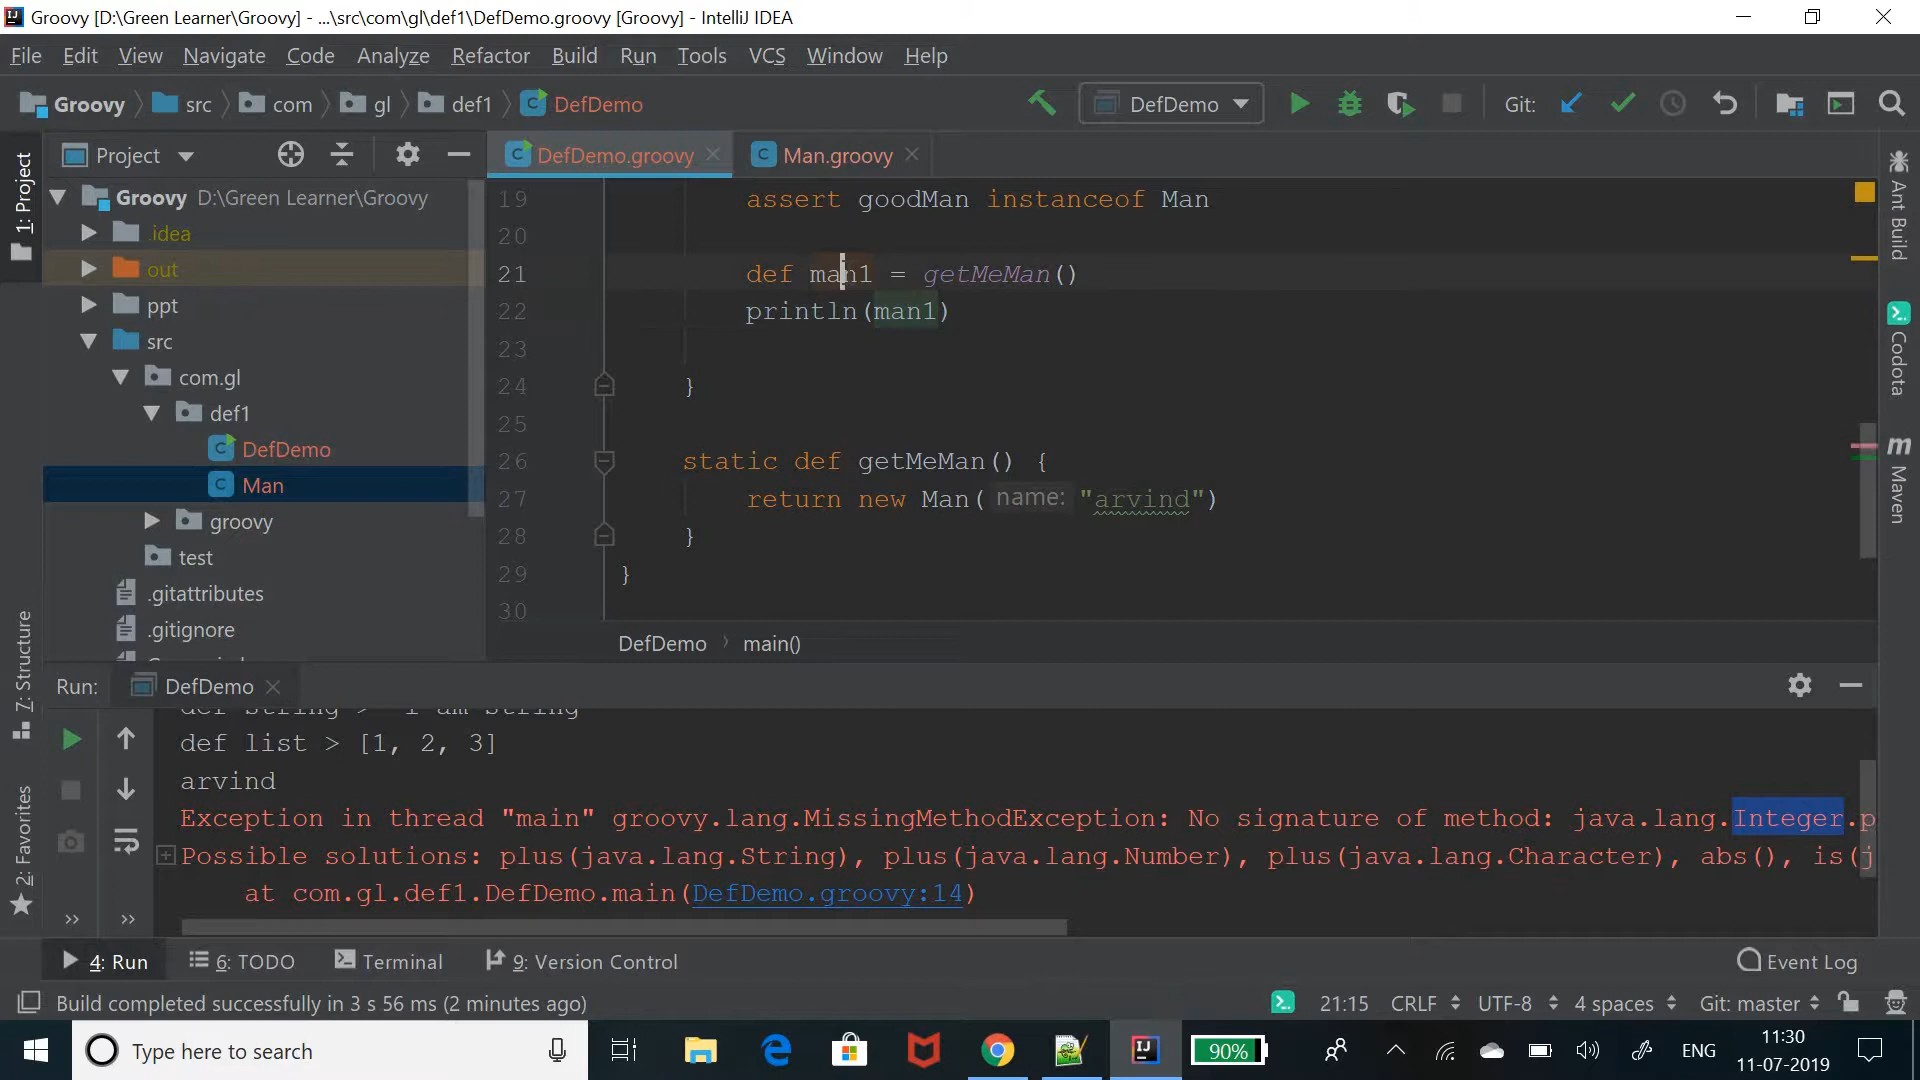 Groovy [D:\Green Learner\Groovy] - ...\src\com\gl\def1\DefDemo.groovy [Groovy] - IntelliJ IDEA
File Edit View Navigate Code Analyze Refactor Build Run Tools VCS Window Help
Groovy src com gl def1 DefDemo DefDemo Git:
1: Project
Project
DefDemo.groovy Man.groovy
Groovy D:\Green Learner\Groovy
.idea
out
ppt
src
com.gl
def1
DefDemo
Man
groovy
test
.gitattributes
.gitignore
19 assert goodMan instanceof Man
20
21 def man1 = getMeMan()
22 println(man1)
23
24 }
25
26 static def getMeMan() {
27 return new Man( name: "arvind")
28 }
29 }
30
DefDemo main()
Ant Build
Codota
Maven
7: Structure
2: Favorites
Run: DefDemo
def String > i am String
def list > [1, 2, 3]
arvind
Exception in thread "main" groovy.lang.MissingMethodException: No signature of method: java.lang.Integer.p
Possible solutions: plus(java.lang.String), plus(java.lang.Number), plus(java.lang.Character), abs(), is(j
at com.gl.def1.DefDemo.main(DefDemo.groovy:14)
4: Run 6: TODO Terminal 9: Version Control Event Log
Build completed successfully in 3 s 56 ms (2 minutes ago) 21:15 CRLF UTF-8 4 spaces Git: master
Type here to search 90% ENG 11:30
11-07-2019